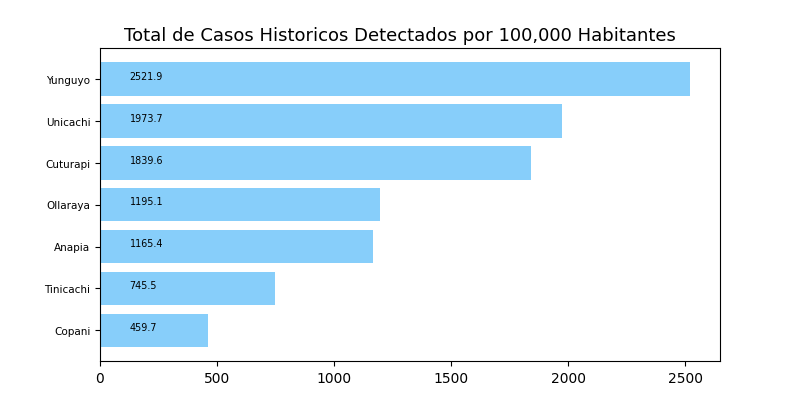 Total de Casos Historicos Detectados por 100,000 Habitantes
Yunguyo 2521.9
Unicachi 1973.7
Cuturapi 1839.6
Ollaraya 1195.1
Anapia 1165.4
Tinicachi 745.5
Copani 459.7
0 500 1000 1500 2000 2500